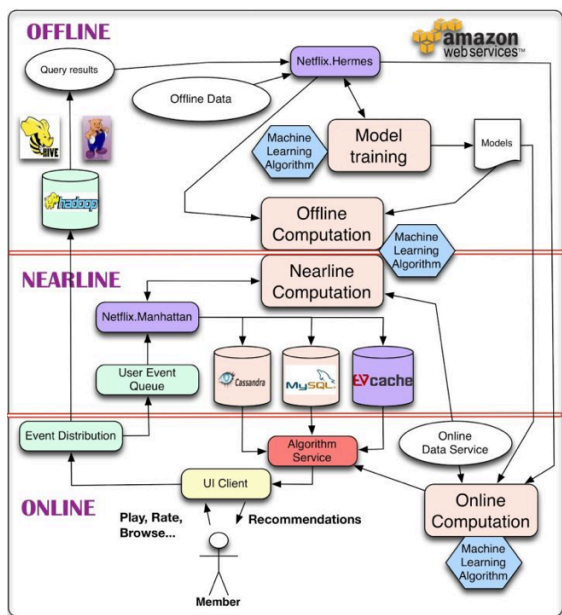 OFFLINE
amazon
web services™
Query results
Netflix.Hermes
Offline Data
HIVE
Machine
Learning
Algorithm
Model
training
Models
hadoop
Offline
Computation
Machine
Learning
Algorithm
NEARLINE
Nearline
Computation
Netflix.Manhattan
User Event
Queue
Cassandra
MySQL
EVcache
Event Distribution
Algorithm
Service
Online
Data Service
UI Client
ONLINE
Play, Rate,
Browse...
Recommendations
Online
Computation
Machine
Learning
Algorithm
Member